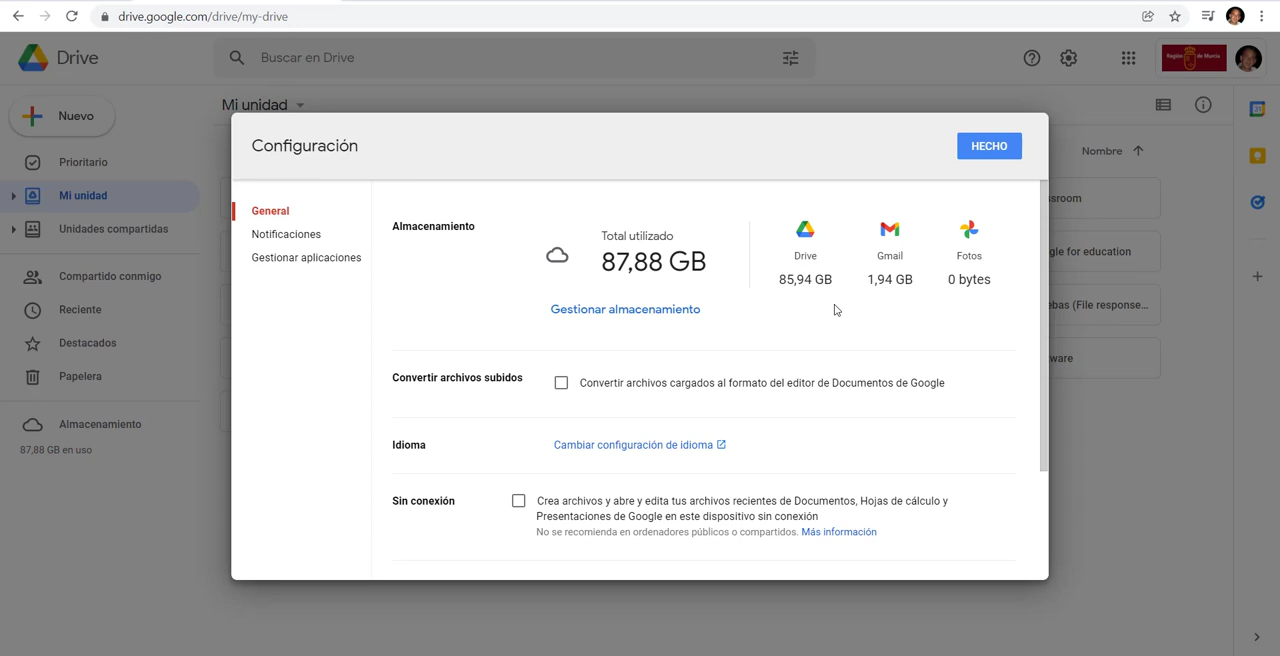 drive.google.com/drive/my-drive
Drive
Buscar en Drive
Región de Murcia
Nuevo
Mi unidad
Nombre
Prioritario
Mi unidad
Unidades compartidas
Compartido conmigo
Reciente
Destacados
Papelera
Almacenamiento
87,88 GB en uso
Configuración
HECHO
General
Notificaciones
Gestionar aplicaciones
Almacenamiento
Total utilizado
87,88 GB
Gestionar almacenamiento
Drive
85,94 GB
Gmail
1,94 GB
Fotos
0 bytes
Convertir archivos subidos
Convertir archivos cargados al formato del editor de Documentos de Google
Idioma
Cambiar configuración de idioma
Sin conexión
Crea archivos y abre y edita tus archivos recientes de Documentos, Hojas de cálculo y
Presentaciones de Google en este dispositivo sin conexión
No se recomienda en ordenadores públicos o compartidos. Más información
ssroom
gle for education
ebas (File response...
ware